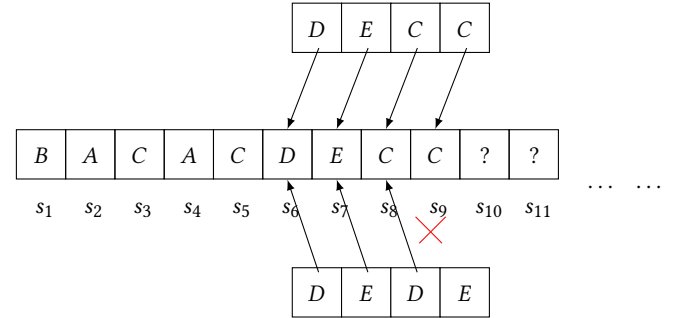 D E C C
B A C A C D E C C ? ?
s₁ s₂ s₃ s₄ s₅ s₆ s₇ s₈ s₉ s₁₀ s₁₁ … …
D E D E